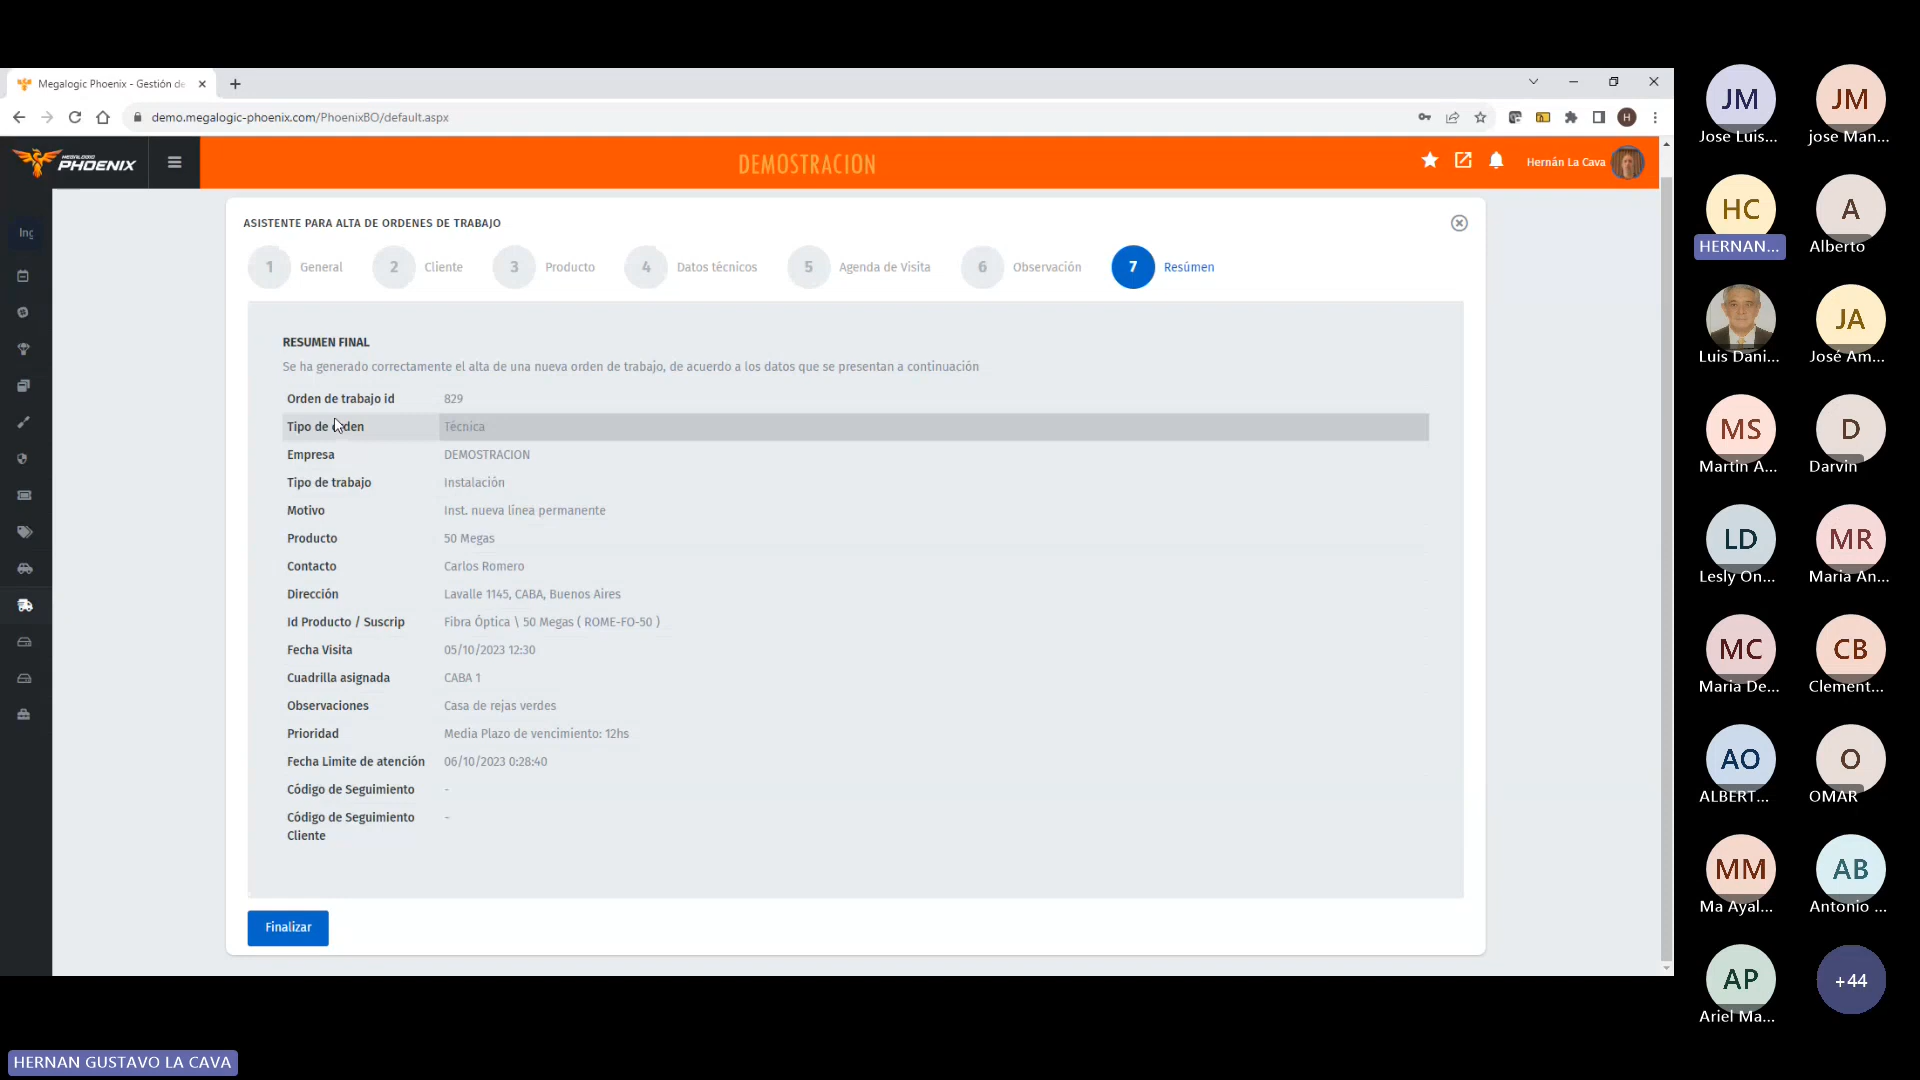 Megalogic Phoenix - Gestión de
demo.megalogic-phoenix.com/PhoenixBO/default.aspx
H
MEGALOGIC
PHOENIX
DEMOSTRACION
Hernán La Cava
Ing
ASISTENTE PARA ALTA DE ORDENES DE TRABAJO
1 General 2 Cliente 3 Producto 4 Datos técnicos 5 Agenda de Visita 6 Observación 7 Resúmen
RESUMEN FINAL
Se ha generado correctamente el alta de una nueva orden de trabajo, de acuerdo a los datos que se presentan a continuación
Orden de trabajo id 829
Tipo de orden Técnica
Empresa DEMOSTRACION
Tipo de trabajo Instalación
Motivo Inst. nueva línea permanente
Producto 50 Megas
Contacto Carlos Romero
Dirección Lavalle 1145, CABA, Buenos Aires
Id Producto / Suscrip Fibra Óptica \ 50 Megas ( ROME-FO-50 )
Fecha Visita 05/10/2023 12:30
Cuadrilla asignada CABA 1
Observaciones Casa de rejas verdes
Prioridad Media Plazo de vencimiento: 12hs
Fecha Limite de atención 06/10/2023 0:28:40
Código de Seguimiento -
Código de Seguimiento -
Cliente
Finalizar
JM JM
Jose Luis... jose Man...
HC A
HERNAN... Alberto
JA
Luis Dani... José Am...
MS D
Martin A... Darvin
LD MR
Lesly On... Maria An...
MC CB
Maria De... Clement...
AO O
ALBERT... OMAR
MM AB
Ma Ayal... Antonio ...
AP +44
Ariel Ma...
HERNAN GUSTAVO LA CAVA